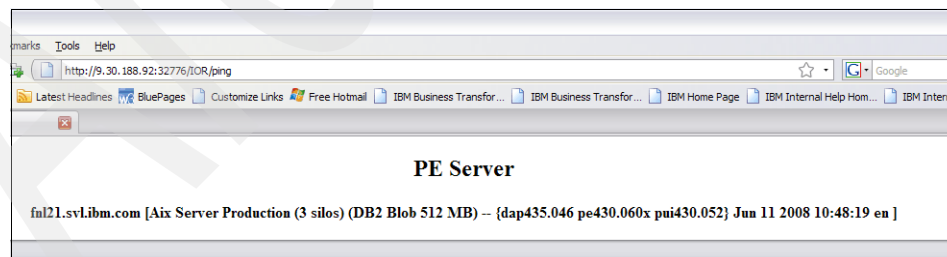 marks Tools Help
http://9.30.188.92:32776/IOR/ping Google
Latest Headlines BluePages Customize Links Free Hotmail IBM Business Transfor... IBM Business Transfor... IBM Home Page IBM Internal Help Hom... IBM Inter
PE Server
fnl21.svl.ibm.com [Aix Server Production (3 silos) (DB2 Blob 512 MB) -- {dap435.046 pe430.060x pui430.052} Jun 11 2008 10:48:19 en ]